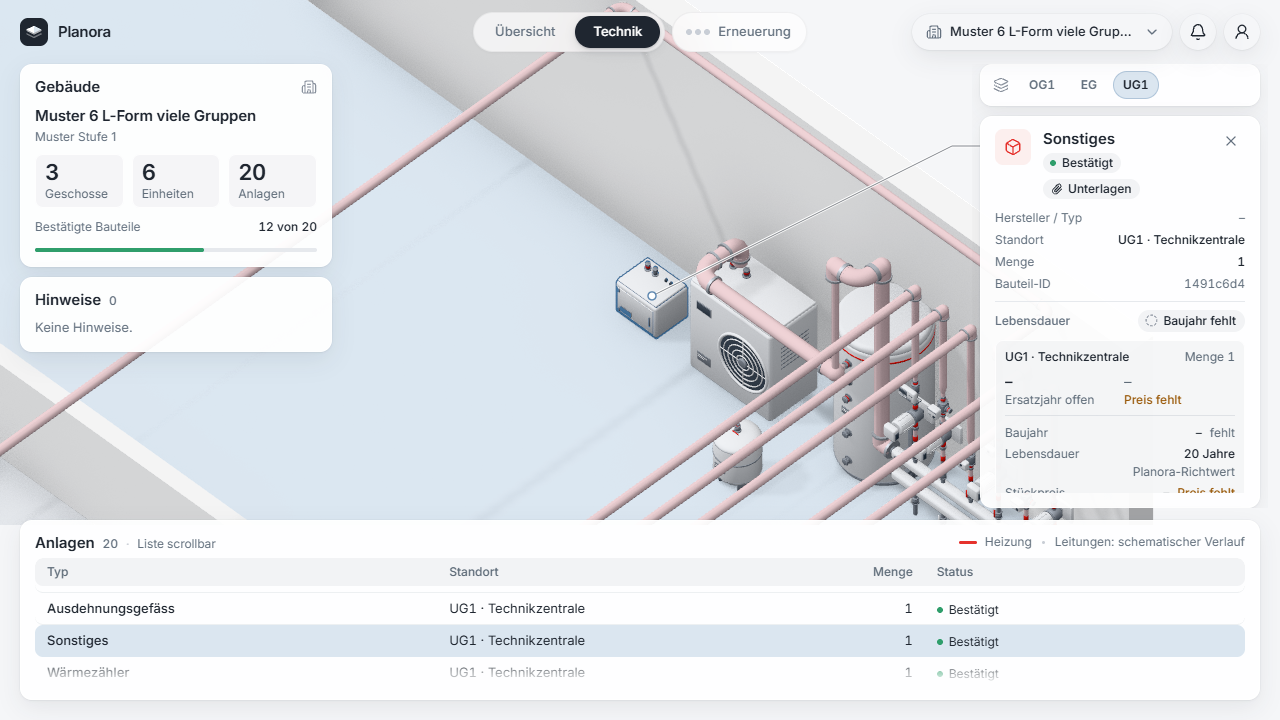 Planora
Übersicht
Technik
Erneuerung
Muster 6 L-Form viele Grup...
Gebäude
Muster 6 L-Form viele Gruppen
Muster Stufe 1
3 6 20
Geschosse Einheiten Anlagen
Bestätigte Bauteile 12 von 20
Hinweise 0
Keine Hinweise.
OG1 EG UG1
Sonstiges
Bestätigt
Unterlagen
Hersteller / Typ –
Standort UG1 · Technikzentrale
Menge 1
Bauteil-ID 1491c6d4
Lebensdauer Baujahr fehlt
UG1 · Technikzentrale Menge 1
– –
Ersatzjahr offen Preis fehlt
Baujahr – fehlt
Lebensdauer 20 Jahre
Planora-Richtwert
Stückpreis – Preis fehlt
Anlagen 20 · Liste scrollbar
Heizung · Leitungen: schematischer Verlauf
Typ Standort Menge Status
Ausdehnungsgefäss UG1 · Technikzentrale 1 Bestätigt
Sonstiges UG1 · Technikzentrale 1 Bestätigt
Wärmezähler UG1 · Technikzentrale 1 Bestätigt